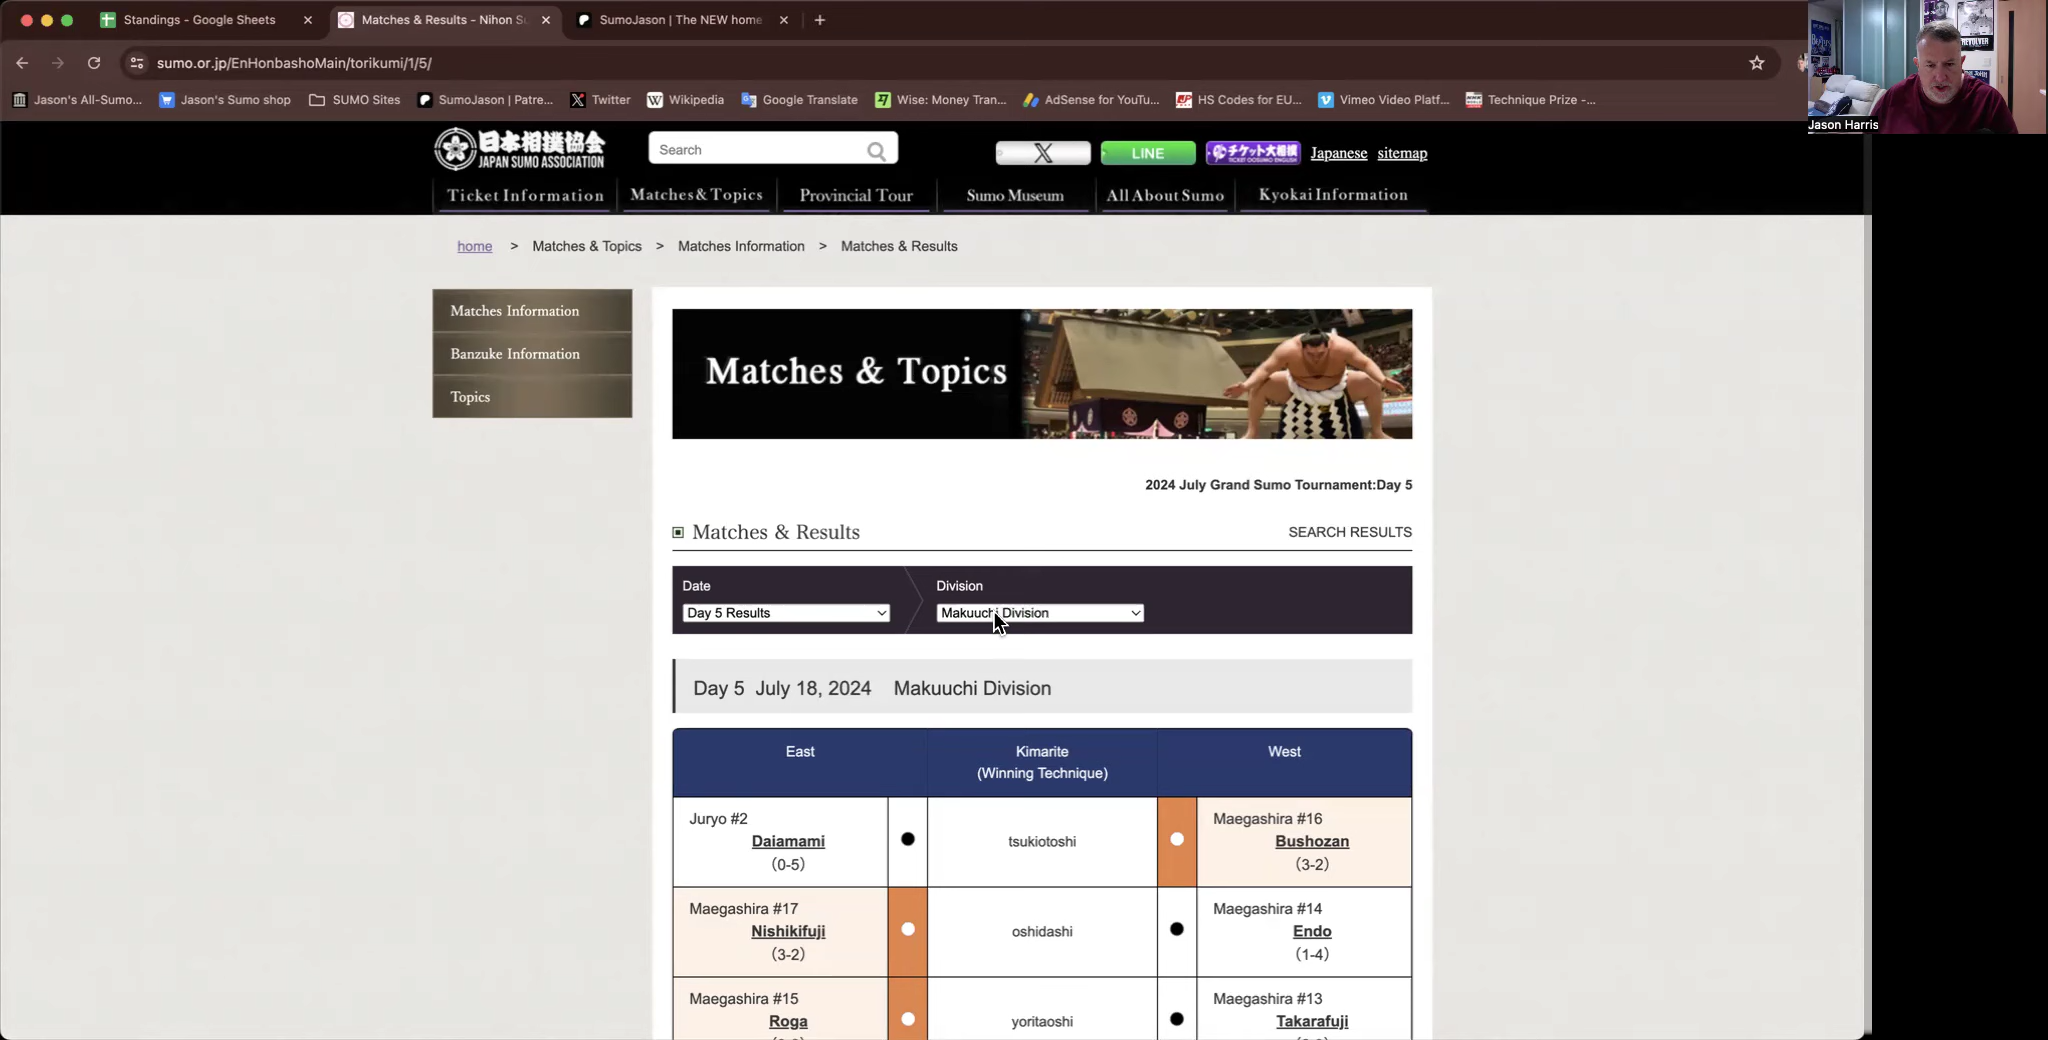 Standings - Google Sheets
Matches & Results - Nihon S
SumoJason | The NEW home
sumo.or.jp/EnHonbashoMain/torikumi/1/5/
Jason's All-Sumo... Jason's Sumo shop SUMO Sites SumoJason | Patre... Twitter Wikipedia Google Translate Wise: Money Tran... AdSense for YouTu... HS Codes for EU... Vimeo Video Platf... Technique Prize -...
REVOLVER
Jason Harris
日本相撲協会
JAPAN SUMO ASSOCIATION
Search
X
LINE
チケット大相撲
TICKET OOSUMO ENGLISH
Japanese sitemap
Ticket Information Matches&Topics Provincial Tour Sumo Museum All About Sumo Kyokai Information
home > Matches & Topics > Matches Information > Matches & Results
Matches Information
Banzuke Information
Topics
Matches & Topics
2024 July Grand Sumo Tournament:Day 5
Matches & Results SEARCH RESULTS
Date Division
Day 5 Results Makuuchi Division
Day 5 July 18, 2024 Makuuchi Division
East Kimarite West
(Winning Technique)
Juryo #2 Maegashira #16
Daiamami tsukiotoshi Bushozan
(0-5) (3-2)
Maegashira #17 Maegashira #14
Nishikifuji oshidashi Endo
(3-2) (1-4)
Maegashira #15 Maegashira #13
Roga yoritaoshi Takarafuji